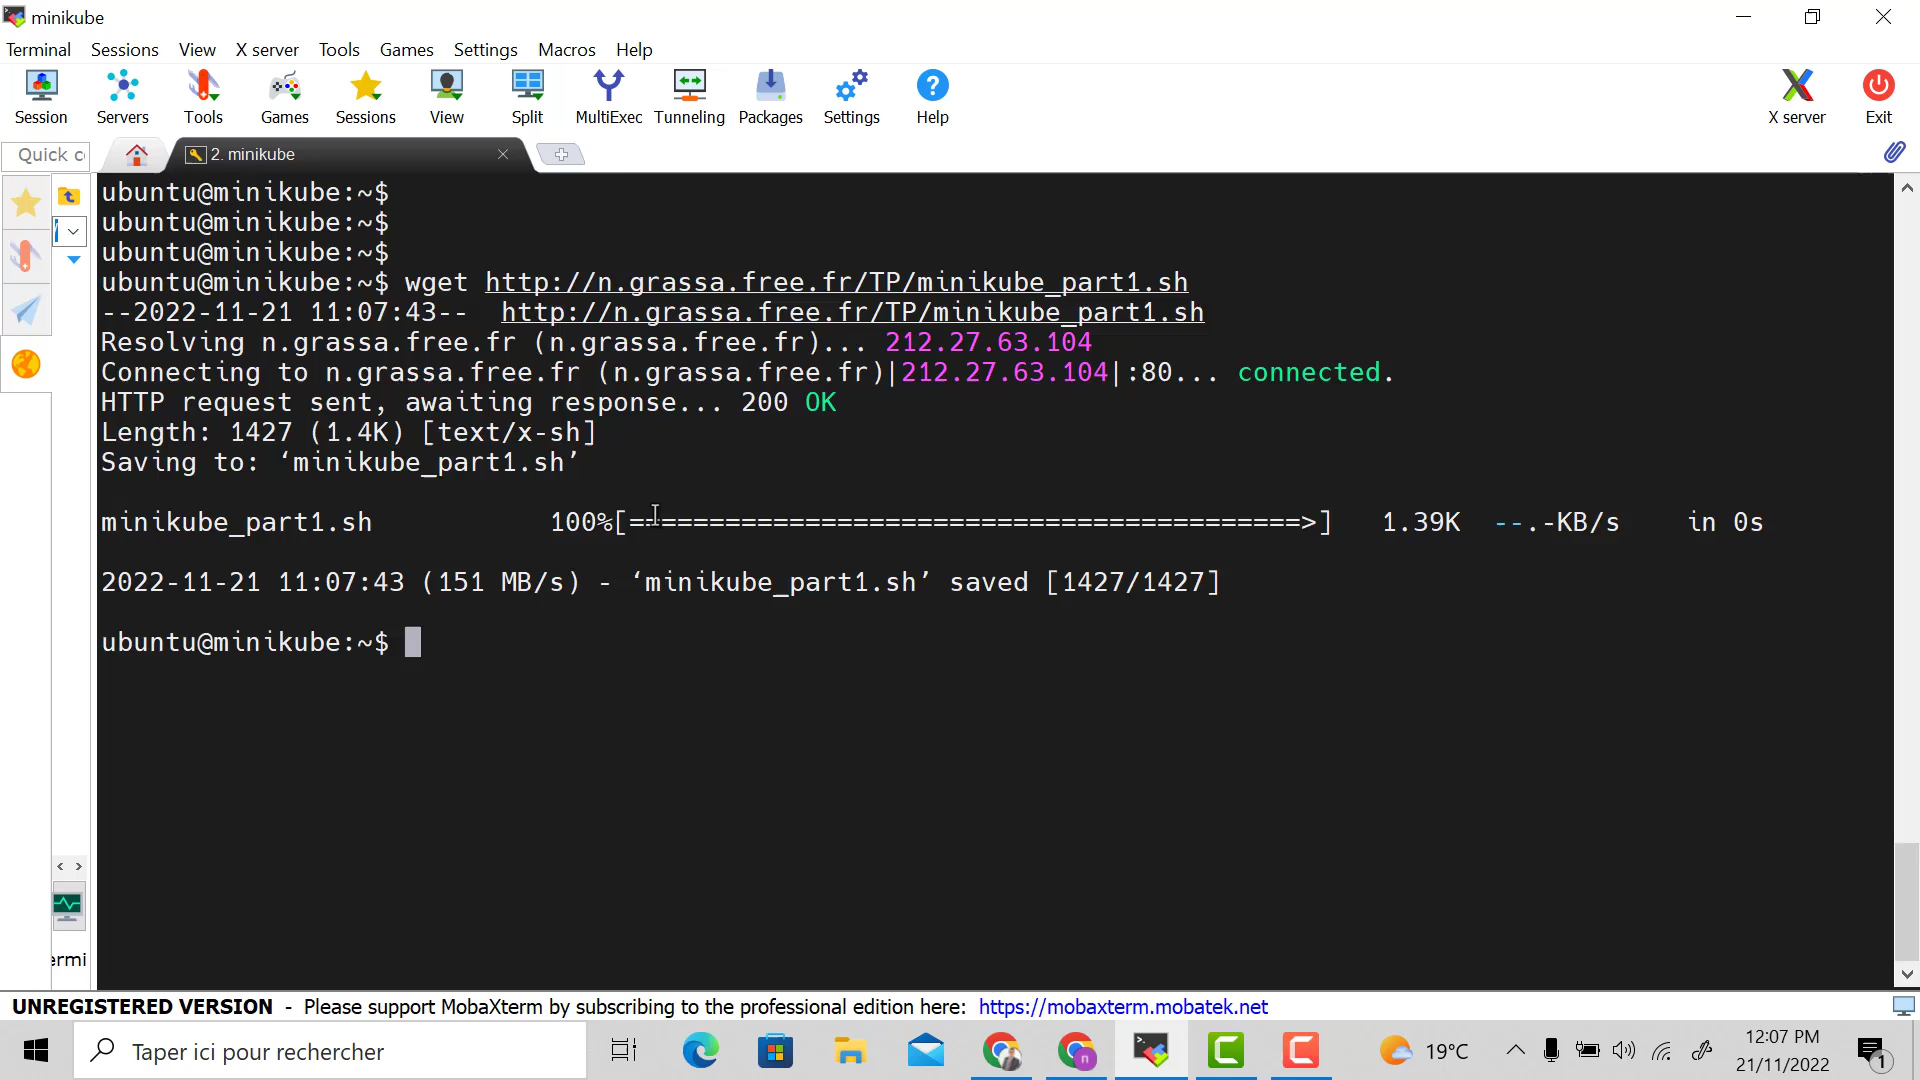 minikube
Terminal Sessions View X server Tools Games Settings Macros Help
Session Servers Tools Games Sessions View Split MultiExec Tunneling Packages Settings Help X server Exit
Quick c 2. minikube
ubuntu@minikube:~$
ubuntu@minikube:~$
ubuntu@minikube:~$
ubuntu@minikube:~$ wget http://n.grassa.free.fr/TP/minikube_part1.sh
--2022-11-21 11:07:43-- http://n.grassa.free.fr/TP/minikube_part1.sh
Resolving n.grassa.free.fr (n.grassa.free.fr)... 212.27.63.104
Connecting to n.grassa.free.fr (n.grassa.free.fr)|212.27.63.104|:80... connected.
HTTP request sent, awaiting response... 200 OK
Length: 1427 (1.4K) [text/x-sh]
Saving to: ‘minikube_part1.sh’
minikube_part1.sh 100%[==========================================>] 1.39K --.-KB/s in 0s
2022-11-21 11:07:43 (151 MB/s) - ‘minikube_part1.sh’ saved [1427/1427]
ubuntu@minikube:~$
ermi
UNREGISTERED VERSION - Please support MobaXterm by subscribing to the professional edition here: https://mobaxterm.mobatek.net
Taper ici pour rechercher
19°C
12:07 PM
21/11/2022
1